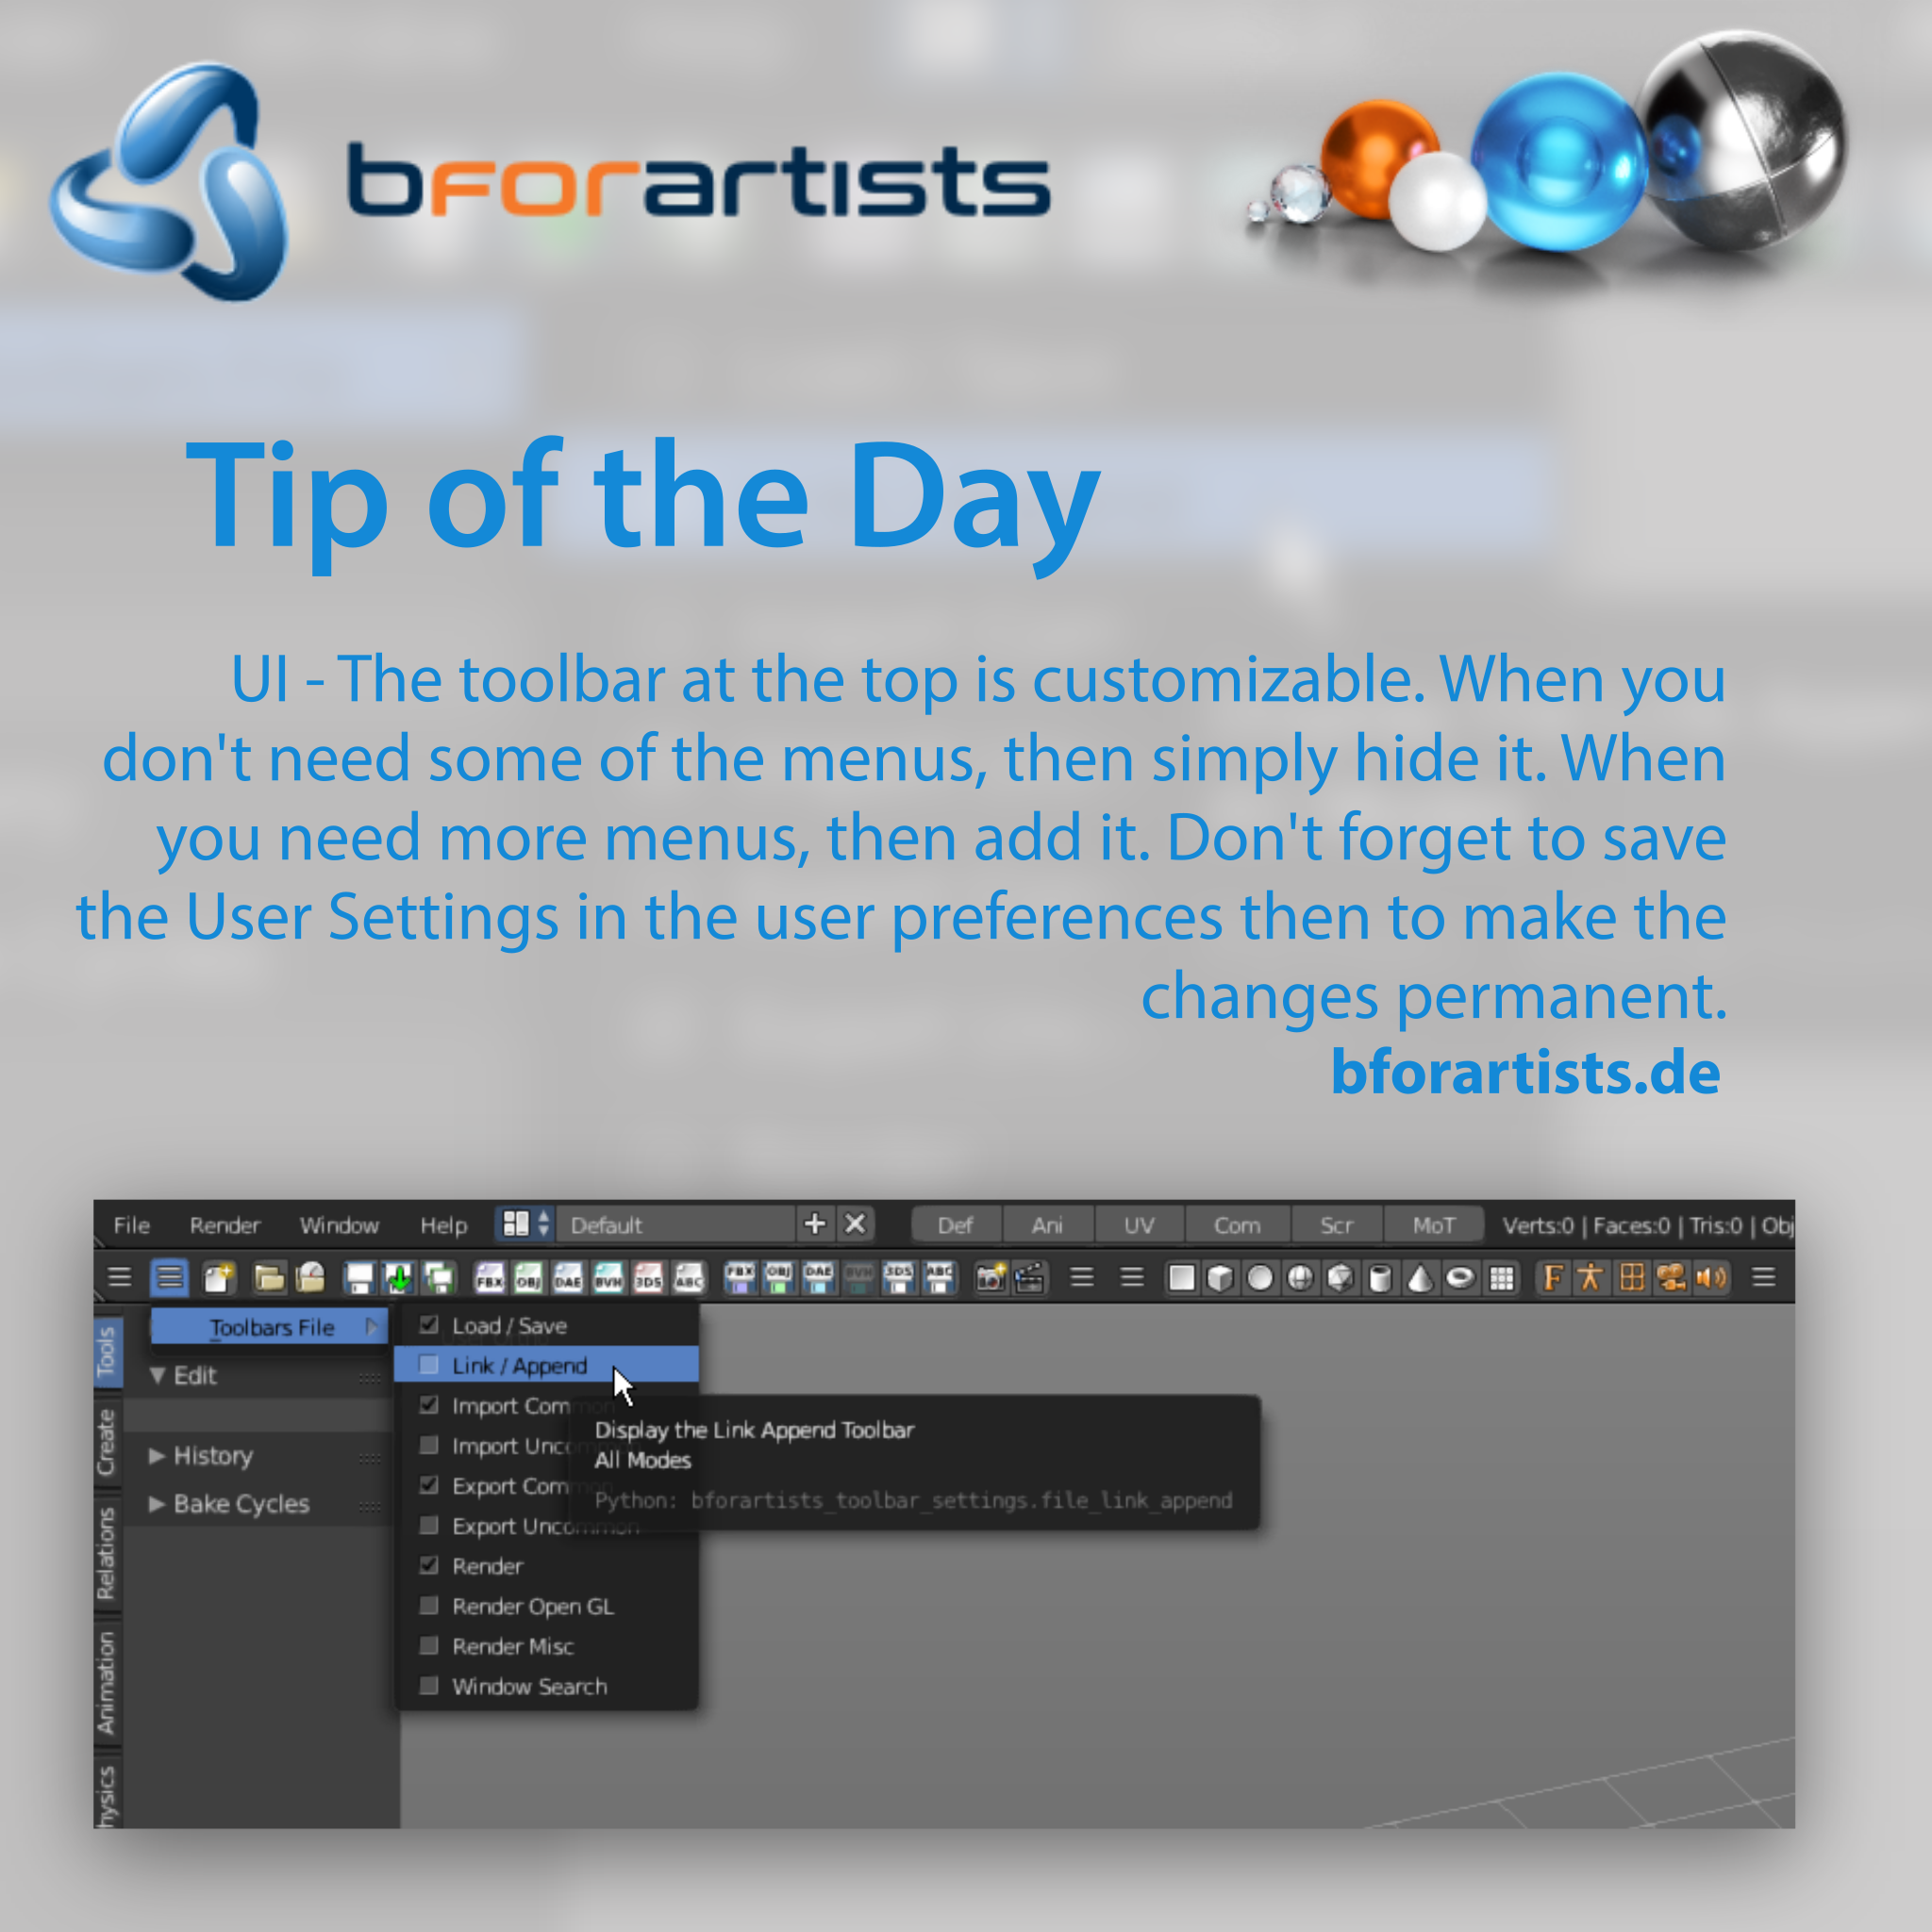 bforartists
Tip of the Day
UI - The toolbar at the top is customizable. When you
don't need some of the menus, then simply hide it. When
you need more menus, then add it. Don't forget to save
the User Settings in the user preferences then to make the
changes permanent.
bforartists.de
File Render Window Help Default Def Ani UV Com Scr MoT Verts:0 | Faces:0 | Tris:0 | Obj
FBX OBJ DAE BVH 3DS ABC FBX OBJ DAE BVH 3DS ABC F
Toolbars File
Load / Save
Link / Append
Import Common
Import Uncommon
Export Common
Export Uncommon
Render
Render Open GL
Render Misc
Window Search
Display the Link Append Toolbar
All Modes
Python: bforartists_toolbar_settings.file_link_append
Edit
History
Bake Cycles
Tools
Create
Relations
Animation
hysics